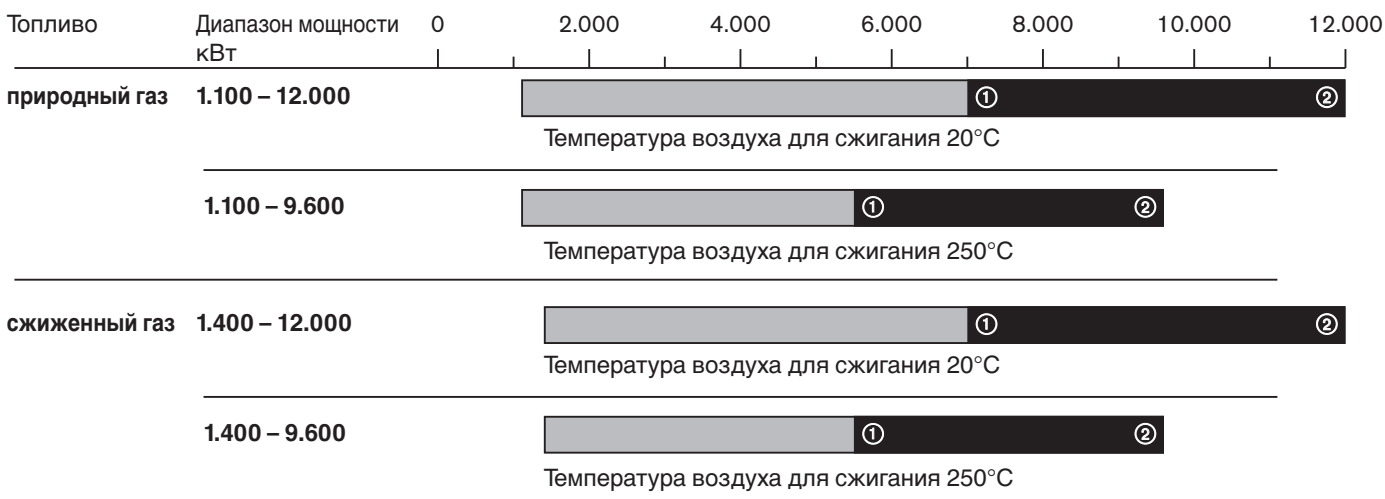 Топливо Диапазон мощности 0 2.000 4.000 6.000 8.000 10.000 12.000
кВт
природный газ 1.100 – 12.000 ① ②
Температура воздуха для сжигания 20°C
1.100 – 9.600 ① ②
Температура воздуха для сжигания 250°C
сжиженный газ 1.400 – 12.000 ① ②
Температура воздуха для сжигания 20°C
1.400 – 9.600 ① ②
Температура воздуха для сжигания 250°C